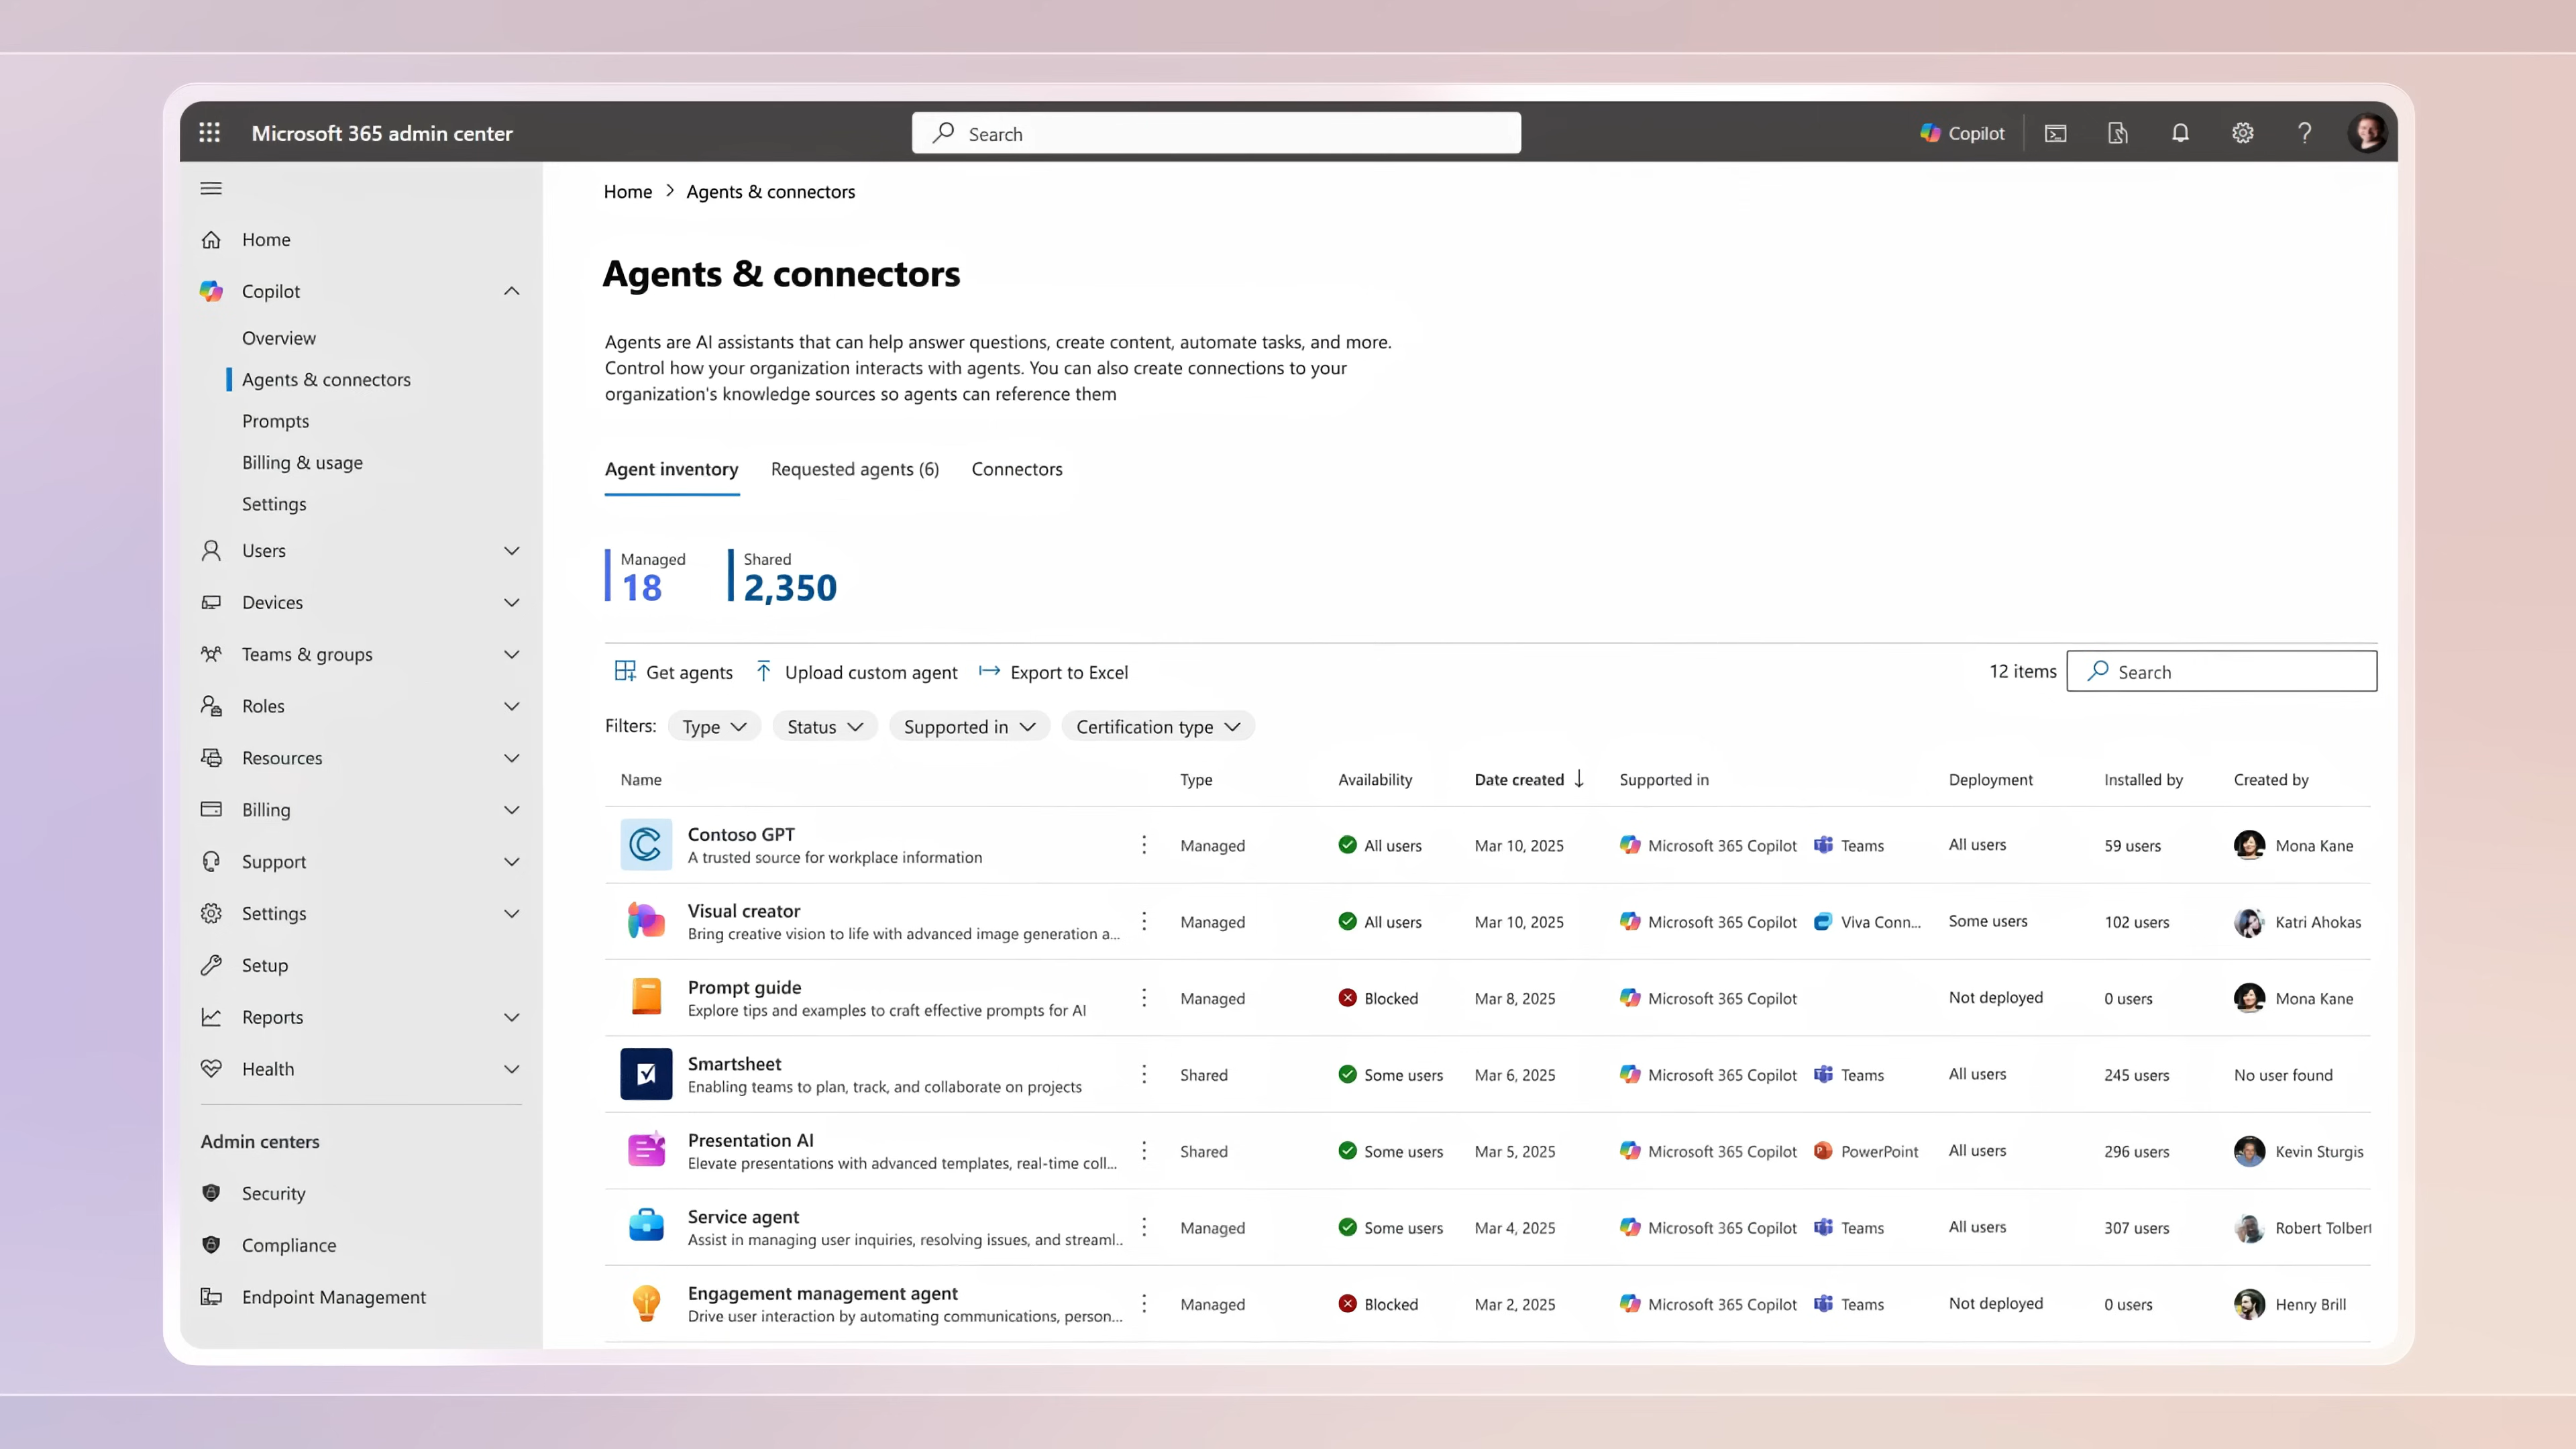 Microsoft 365 admin center
Search
Copilot
Home
Copilot
Overview
Agents & connectors
Prompts
Billing & usage
Settings
Users
Devices
Teams & groups
Roles
Resources
Billing
Support
Settings
Setup
Reports
Health
Admin centers
Security
Compliance
Endpoint Management
Home > Agents & connectors
Agents & connectors
Agents are AI assistants that can help answer questions, create content, automate tasks, and more.
Control how your organization interacts with agents. You can also create connections to your
organization's knowledge sources so agents can reference them
Agent inventory Requested agents (6) Connectors
Managed Shared
18 2,350
Get agents Upload custom agent Export to Excel 12 items Search
Filters: Type Status Supported in Certification type
Name Type Availability Date created Supported in Deployment Installed by Created by
Contoso GPT
A trusted source for workplace information
Managed All users Mar 10, 2025 Microsoft 365 Copilot Teams All users 59 users Mona Kane
Visual creator
Bring creative vision to life with advanced image generation a...
Managed All users Mar 10, 2025 Microsoft 365 Copilot Viva Conn... Some users 102 users Katri Ahokas
Prompt guide
Explore tips and examples to craft effective prompts for AI
Managed Blocked Mar 8, 2025 Microsoft 365 Copilot Not deployed 0 users Mona Kane
Smartsheet
Enabling teams to plan, track, and collaborate on projects
Shared Some users Mar 6, 2025 Microsoft 365 Copilot Teams All users 245 users No user found
Presentation AI
Elevate presentations with advanced templates, real-time coll...
Shared Some users Mar 5, 2025 Microsoft 365 Copilot PowerPoint All users 296 users Kevin Sturgis
Service agent
Assist in managing user inquiries, resolving issues, and streaml..
Managed Some users Mar 4, 2025 Microsoft 365 Copilot Teams All users 307 users Robert Tolbert
Engagement management agent
Drive user interaction by automating communications, person...
Managed Blocked Mar 2, 2025 Microsoft 365 Copilot Teams Not deployed 0 users Henry Brill